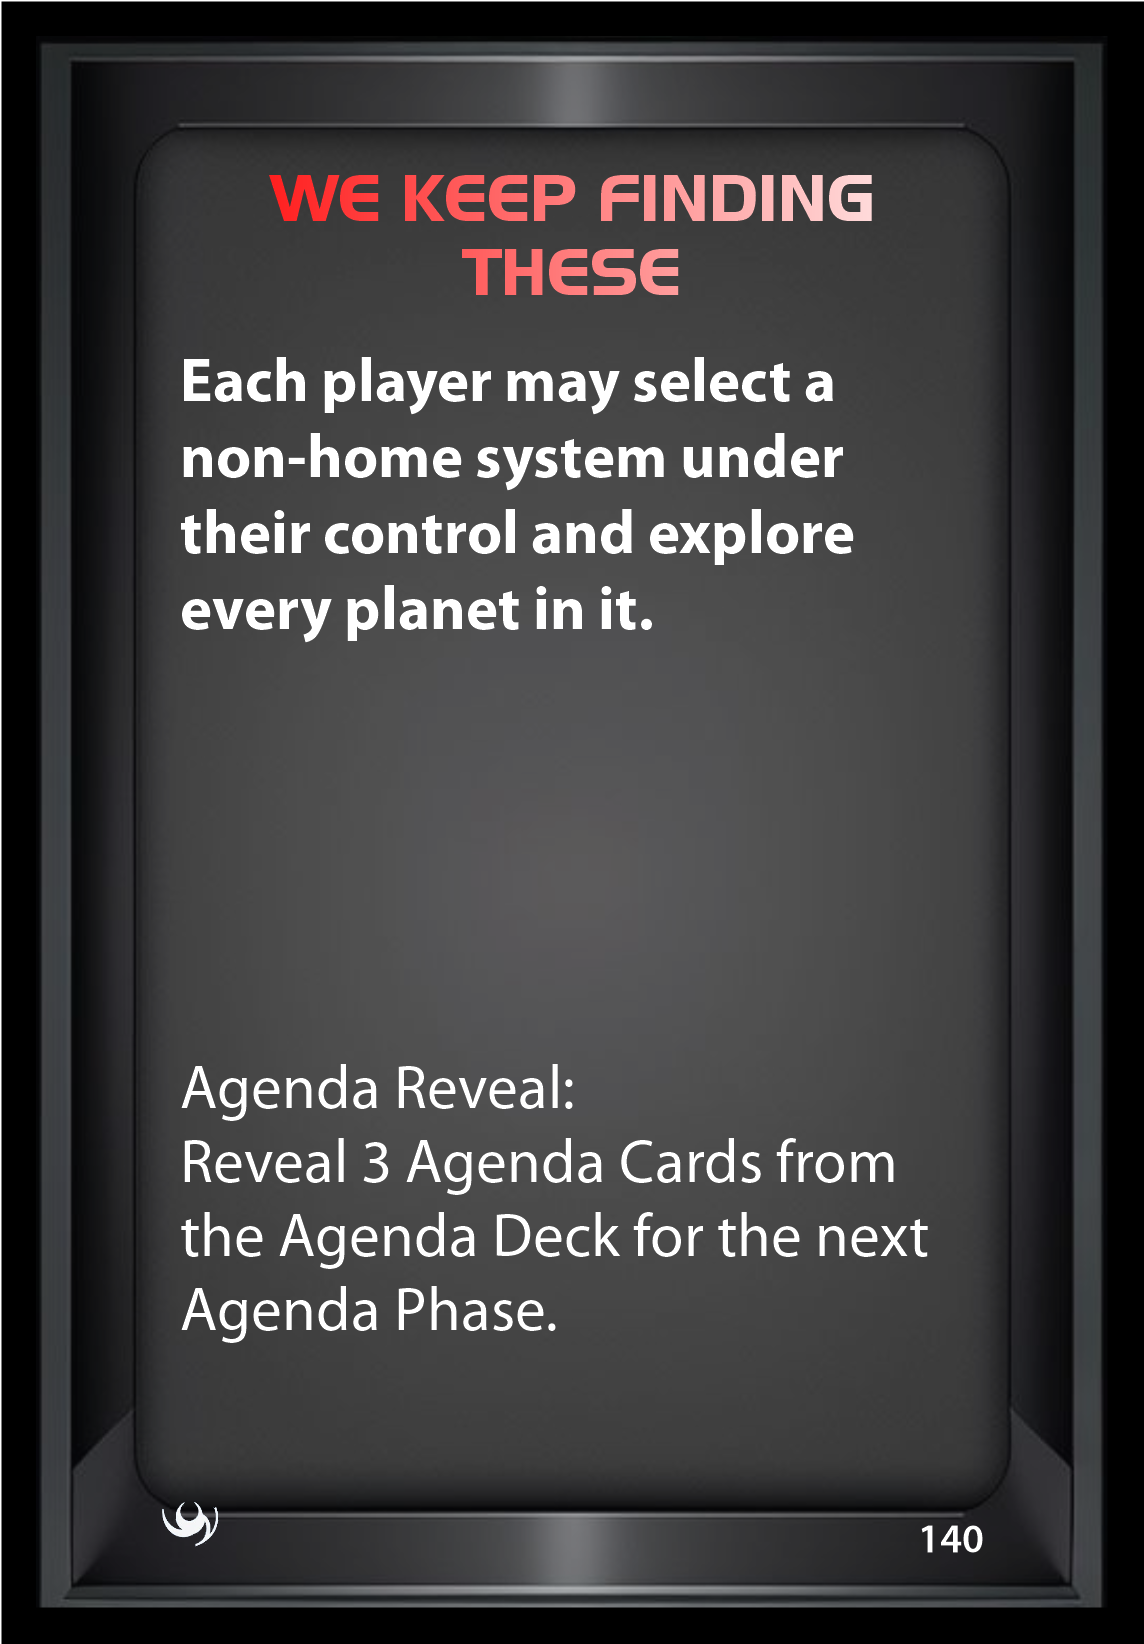 WE KEEP FINDING
THESE
Each player may select a
non-home system under
their control and explore
every planet in it.
Agenda Reveal:
Reveal 3 Agenda Cards from
the Agenda Deck for the next
Agenda Phase.
140